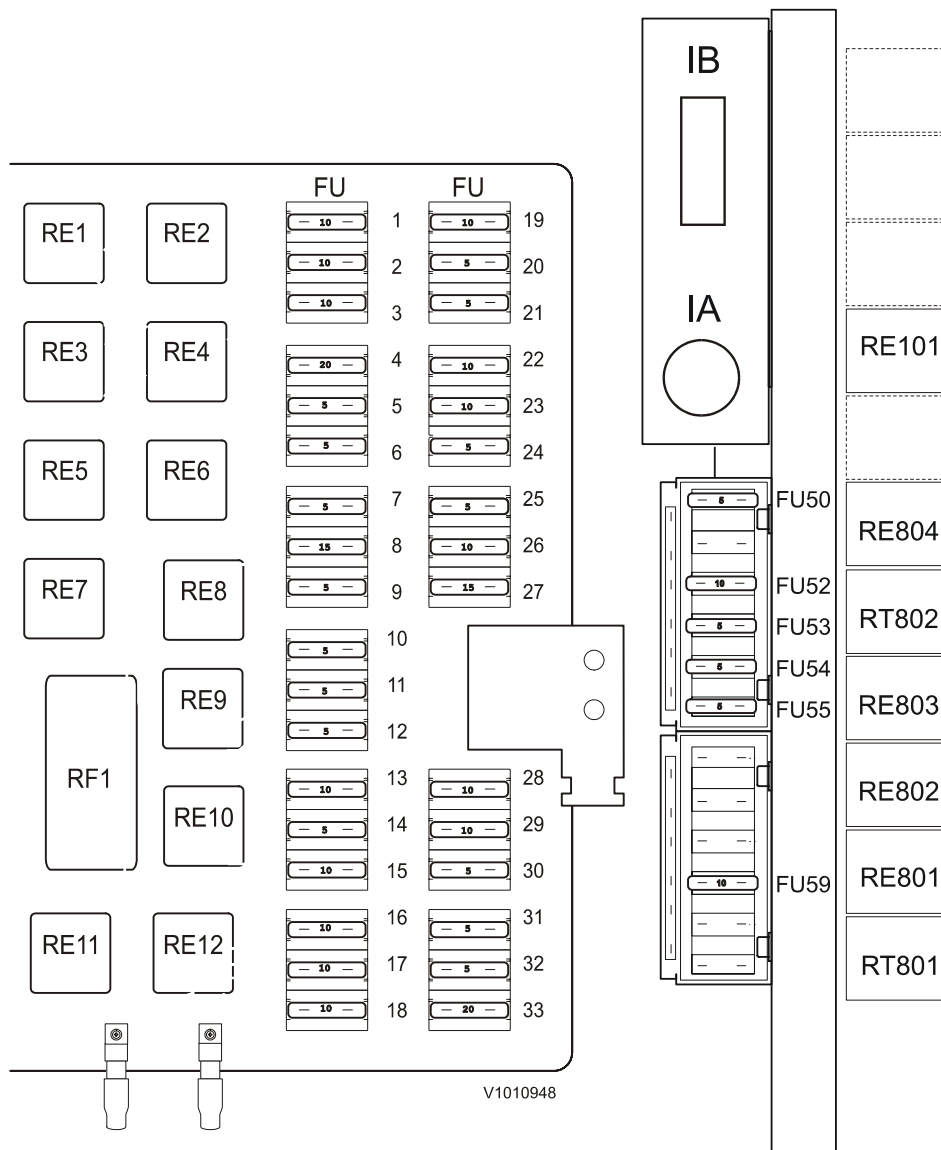 IB
IA
FU FU
RE1 RE2
RE3 RE4
RE5 RE6
RE7 RE8
RE9
RF1
RE10
RE11 RE12
10 1 10 19
10 2 5 20
10 3 5 21
20 4 10 22
5 5 10 23
5 6 5 24
5 7 5 25
15 8 10 26
5 9 15 27
5 10
5 11
5 12
10 13 10 28
5 14 10 29
10 15 5 30
10 16 5 31
10 17 5 32
10 18 20 33
V1010948
5 FU50
10 FU52
5 FU53
5 FU54
5 FU55
10 FU59
RE101
RE804
RT802
RE803
RE802
RE801
RT801